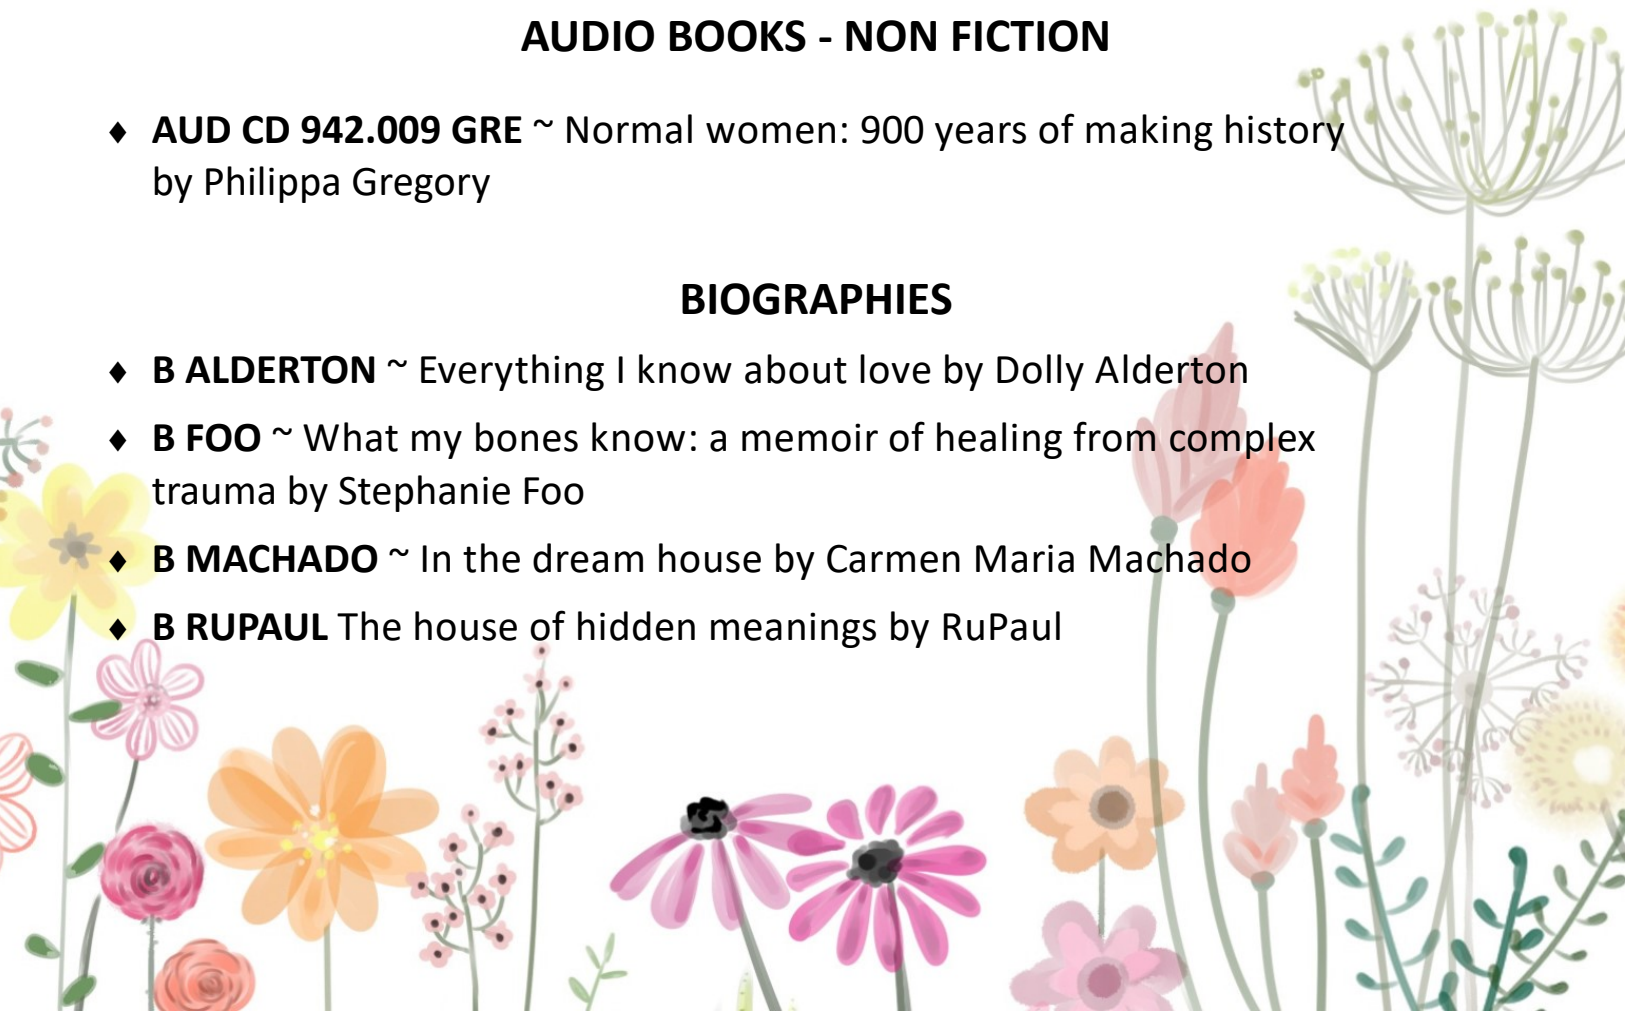 AUDIO BOOKS - NON FICTION
♦ AUD CD 942.009 GRE ~ Normal women: 900 years of making history
by Philippa Gregory
BIOGRAPHIES
♦ B ALDERTON ~ Everything I know about love by Dolly Alderton
♦ B FOO ~ What my bones know: a memoir of healing from complex
trauma by Stephanie Foo
♦ B MACHADO ~ In the dream house by Carmen Maria Machado
♦ B RUPAUL The house of hidden meanings by RuPaul